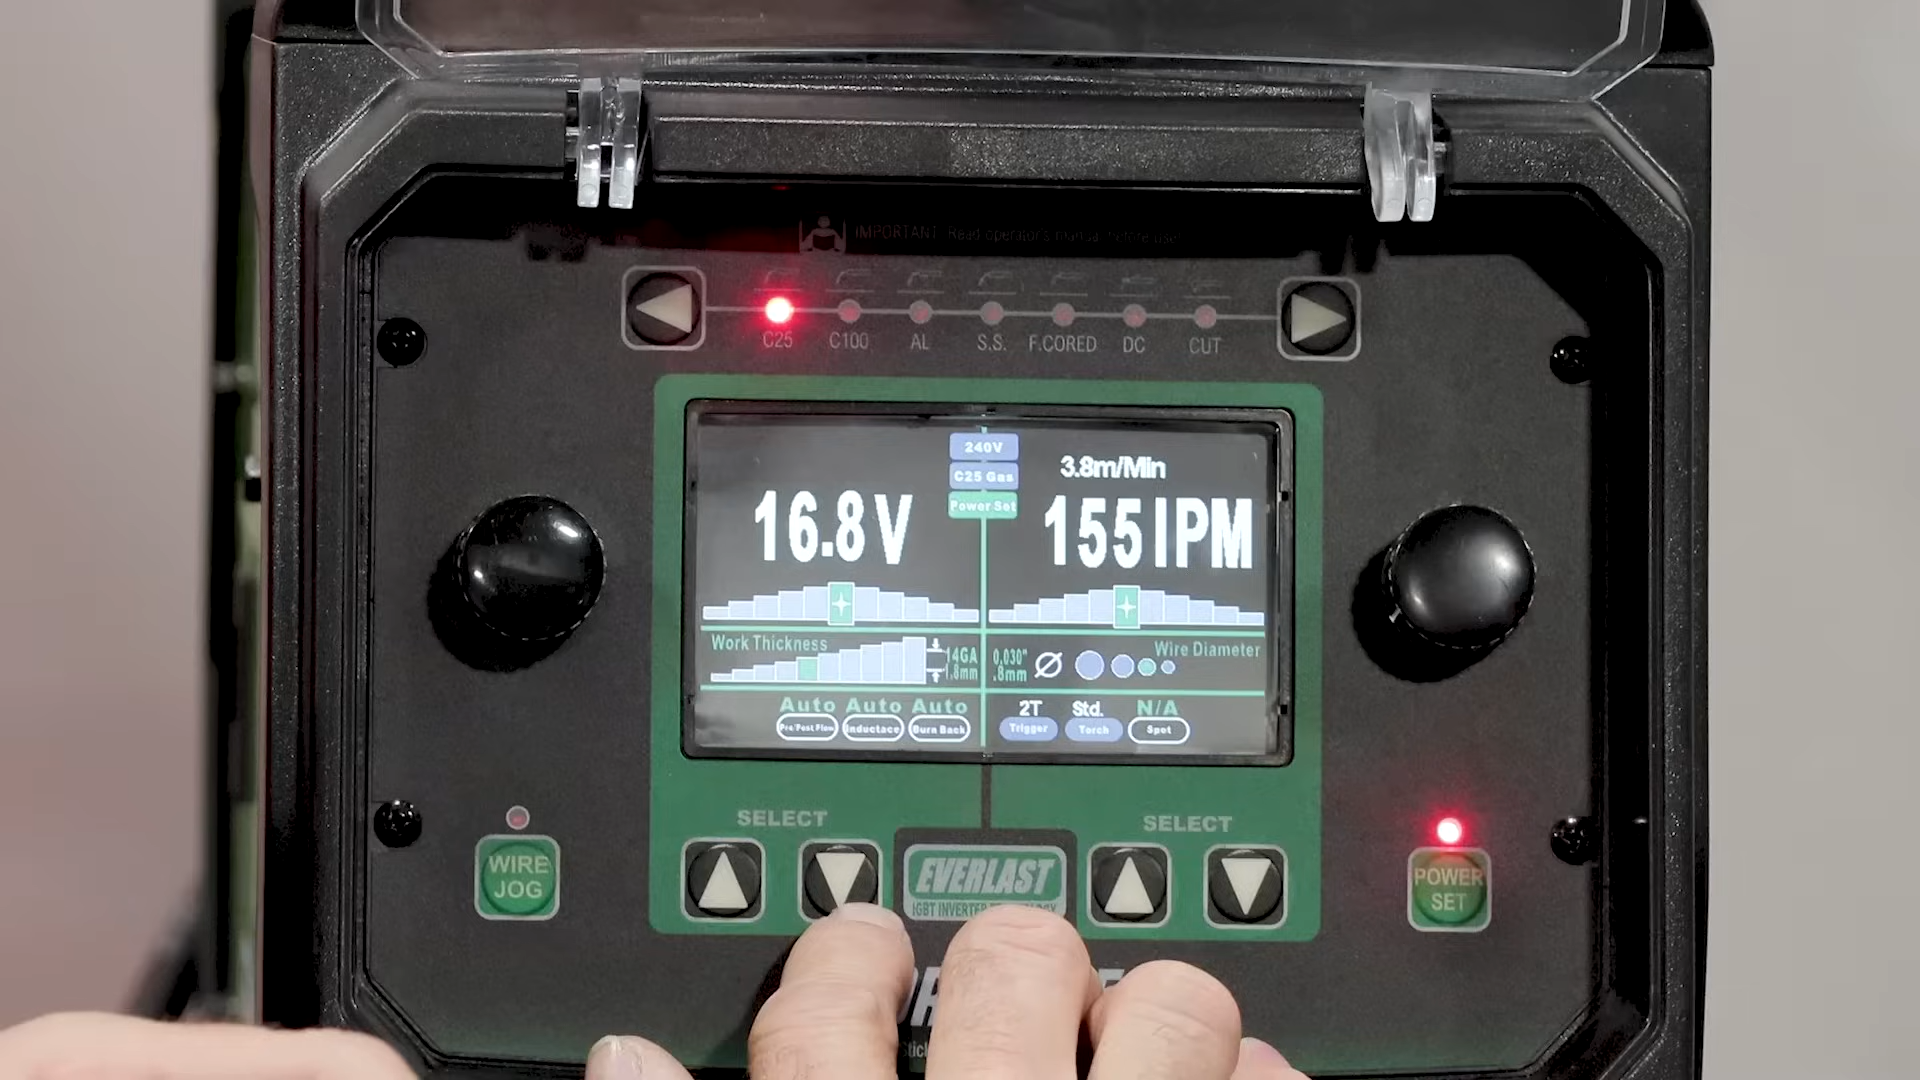 IMPORTANT: Read operator's manual before use!
C25 C100 AL S.S. F.CORED DC CUT
240V
C25 Gas
Power Set
3.8m/Min
16.8V
155IPM
Work Thickness
14GA
1.8mm
0.030"
.8mm
Wire Diameter
Auto Auto Auto
Pre/Post Flow Inductace Burn Back
2T Std. N/A
Trigger Torch Spot
SELECT
SELECT
WIRE
JOG
EVERLAST
IGBT INVERTER
POWER
SET